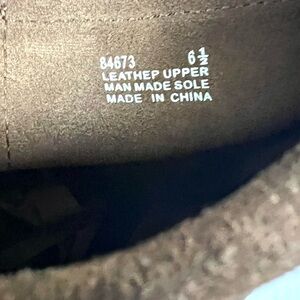 84673 6½
LEATHEP UPPER
MAN MADE SOLE
MADE IN CHINA